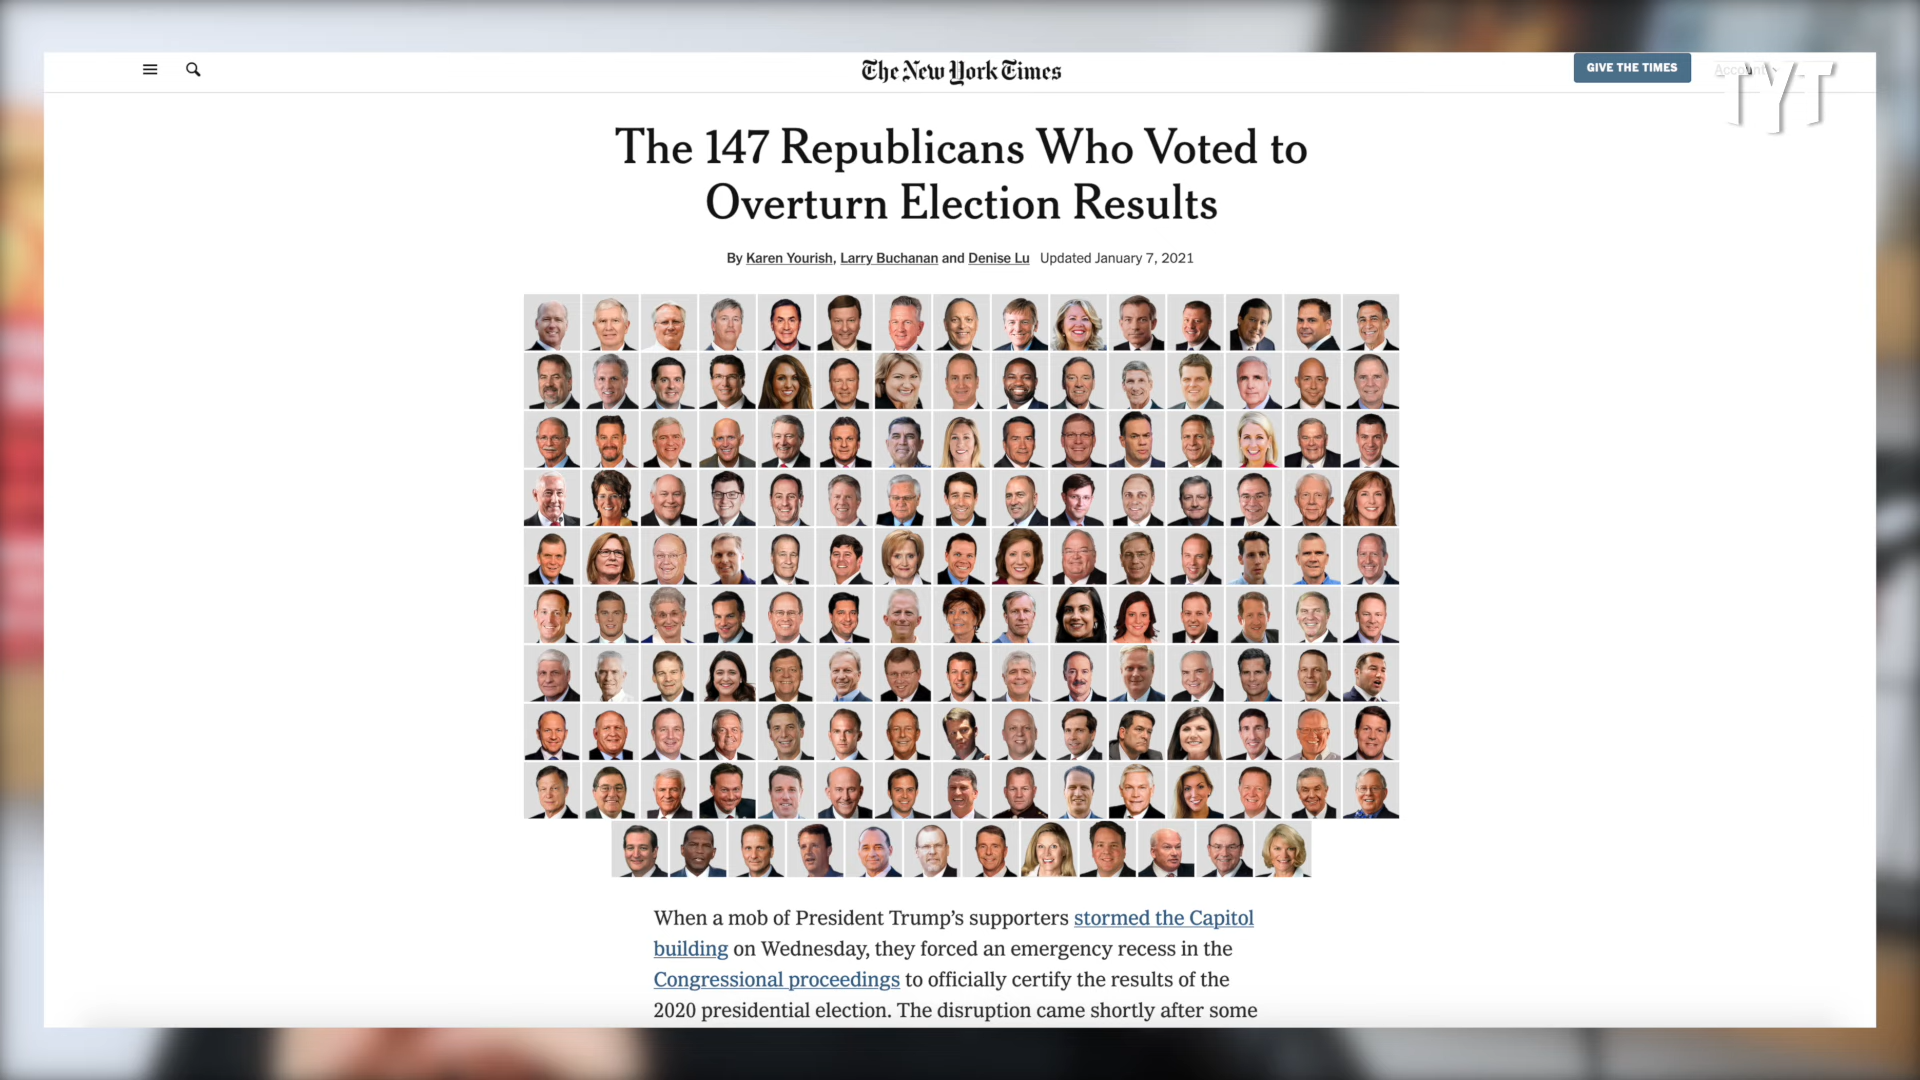 The New York Times
GIVE THE TIMES
Account
TYT
The 147 Republicans Who Voted to
Overturn Election Results
By Karen Yourish, Larry Buchanan and Denise Lu Updated January 7, 2021
When a mob of President Trump’s supporters stormed the Capitol
building on Wednesday, they forced an emergency recess in the
Congressional proceedings to officially certify the results of the
2020 presidential election. The disruption came shortly after some